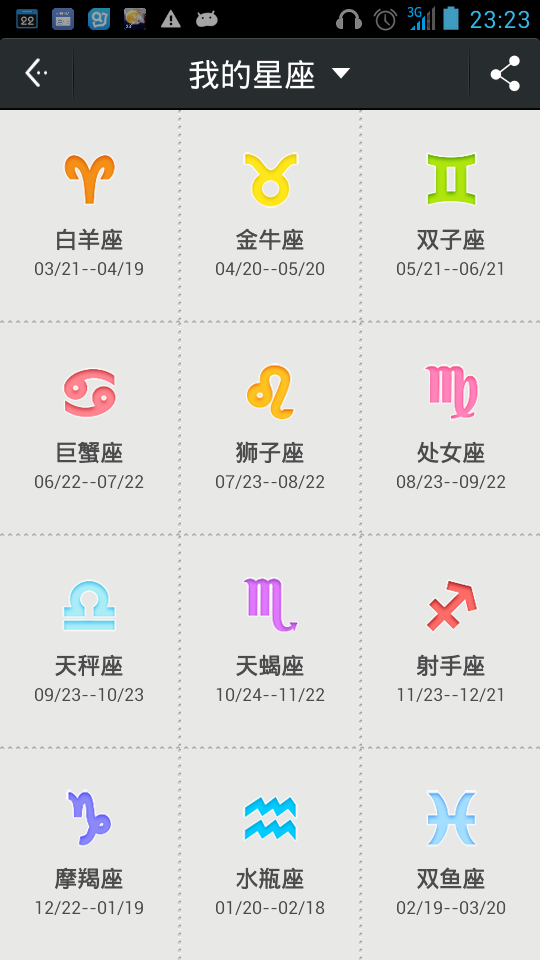 22
3G
23:23
我的星座
白羊座
03/21--04/19
金牛座
04/20--05/20
双子座
05/21--06/21
巨蟹座
06/22--07/22
狮子座
07/23--08/22
处女座
08/23--09/22
天秤座
09/23--10/23
天蝎座
10/24--11/22
射手座
11/23--12/21
摩羯座
12/22--01/19
水瓶座
01/20--02/18
双鱼座
02/19--03/20